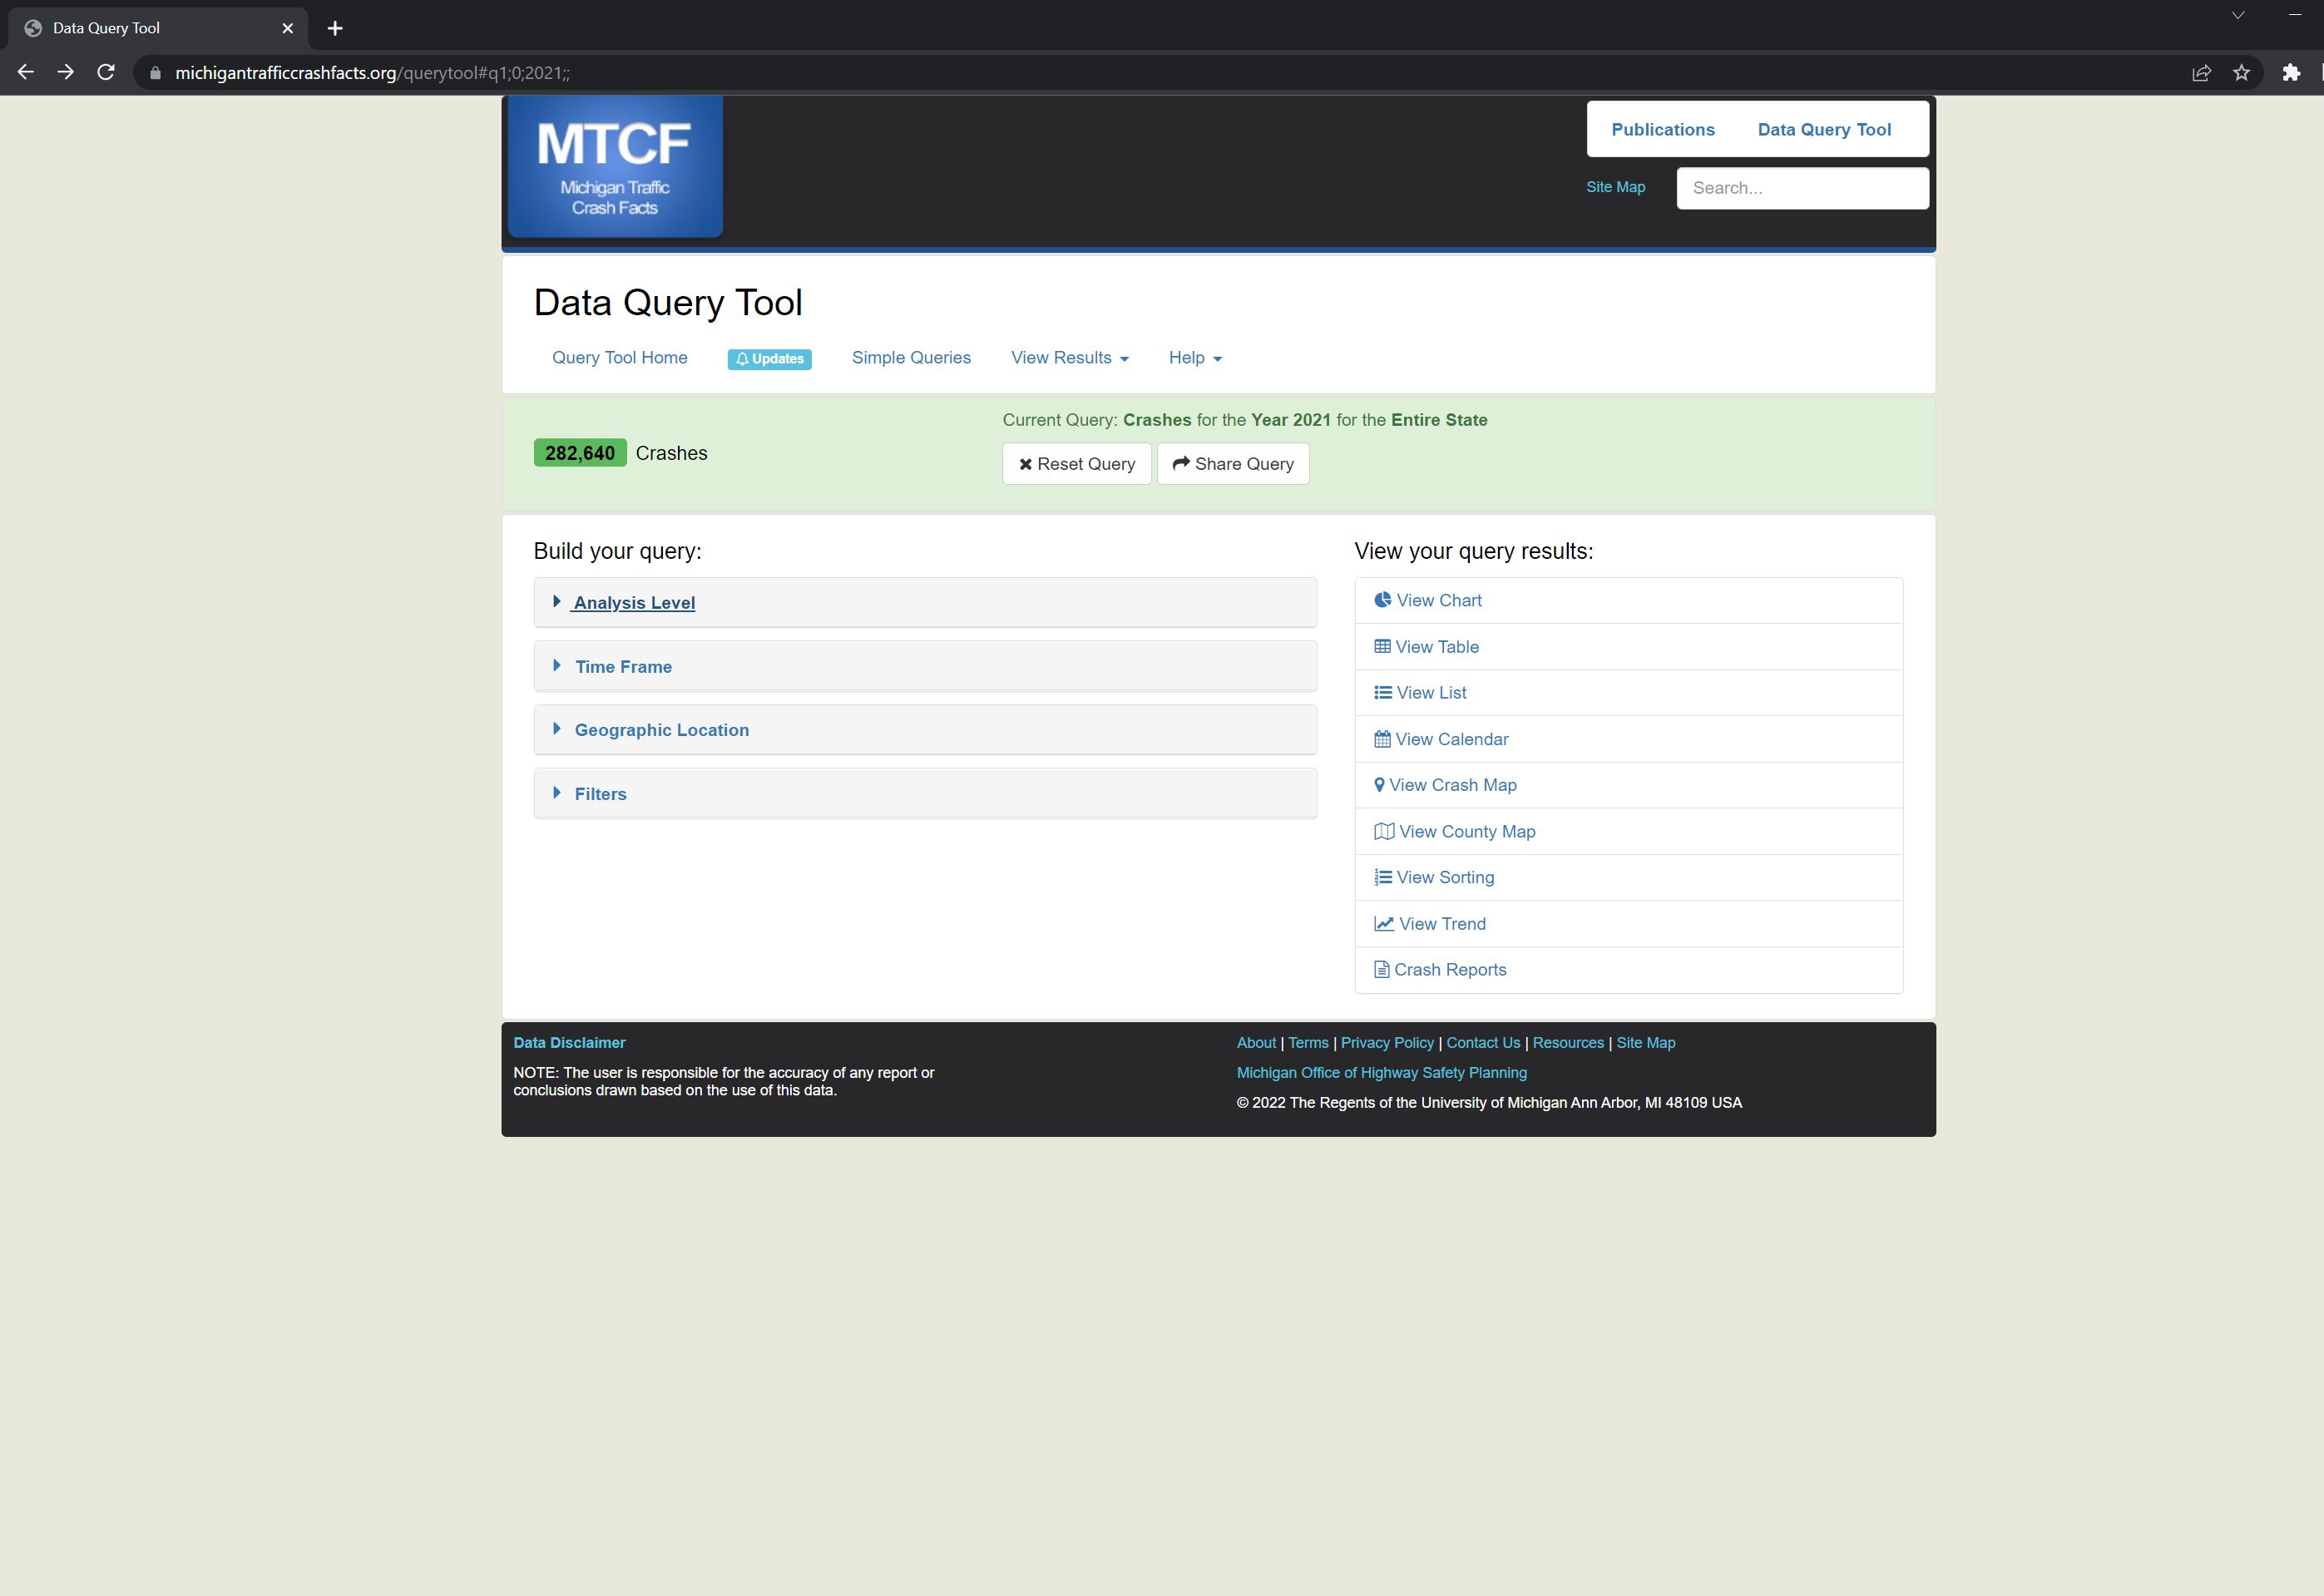 Data Query Tool
michigantrafficcrashfacts.org/querytool#q1;0;2021;;
MTCF
Michigan Traffic
Crash Facts
Publications
Data Query Tool
Site Map
Search...
Data Query Tool
Query Tool Home
Updates
Simple Queries
View Results
Help
282,640 Crashes
Current Query: Crashes for the Year 2021 for the Entire State
Reset Query
Share Query
Build your query:
Analysis Level
Time Frame
Geographic Location
Filters
View your query results:
View Chart
View Table
View List
View Calendar
View Crash Map
View County Map
View Sorting
View Trend
Crash Reports
Data Disclaimer
NOTE: The user is responsible for the accuracy of any report or
conclusions drawn based on the use of this data.
About | Terms | Privacy Policy | Contact Us | Resources | Site Map
Michigan Office of Highway Safety Planning
© 2022 The Regents of the University of Michigan Ann Arbor, MI 48109 USA